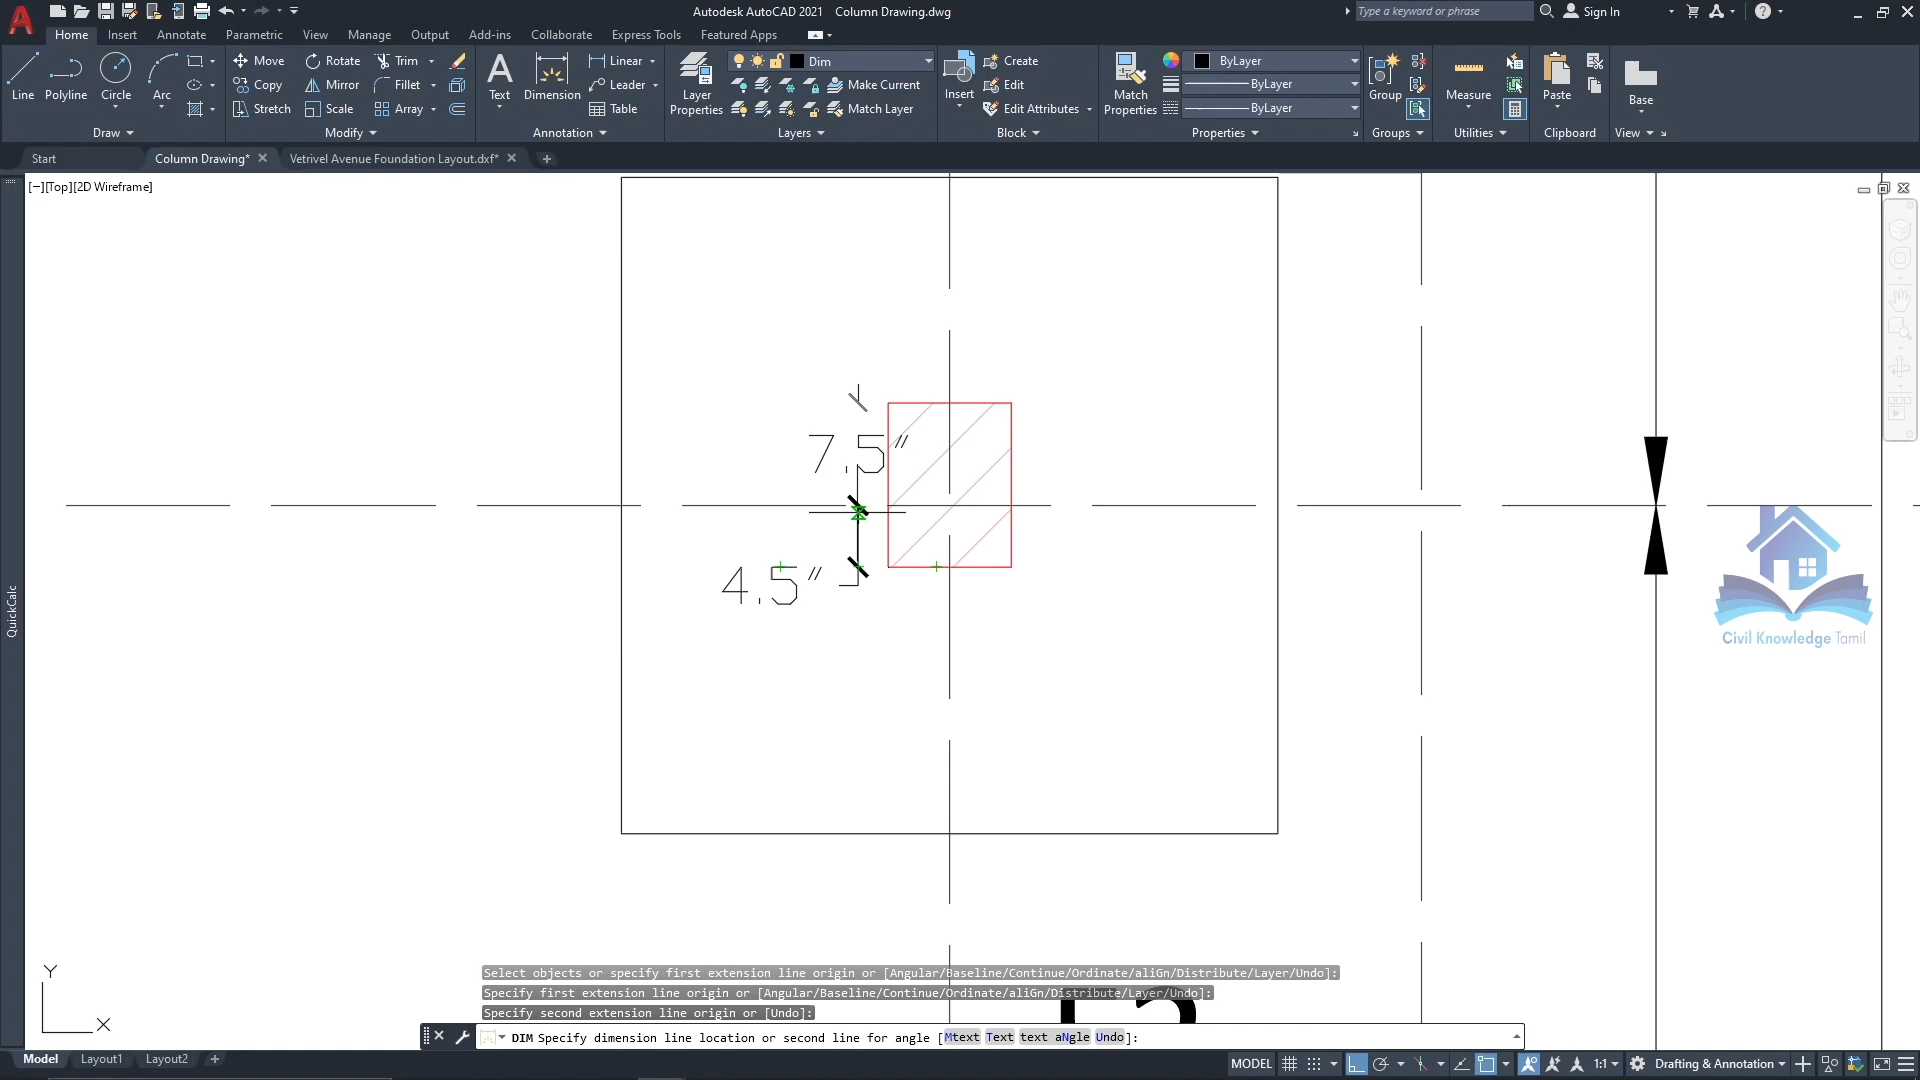 Autodesk AutoCAD 2021 Column Drawing.dwg
Type a keyword or phrase
Sign In
Home Insert Annotate Parametric View Manage Output Add-ins Collaborate Express Tools Featured Apps
Line Polyline Circle Arc
Draw
Move Rotate Trim
Copy Mirror Fillet
Stretch Scale Array
Modify
Text Dimension
Linear
Leader
Table
Annotation
Layer Properties
Dim
Make Current
Match Layer
Layers
Insert
Create
Edit
Edit Attributes
Block
Match Properties
ByLayer
ByLayer
ByLayer
Properties
Group
Groups
Measure
Utilities
Paste
Clipboard
Base
View
Start Column Drawing* Vetrivel Avenue Foundation Layout.dxf*
[−][Top][2D Wireframe]
7.5"
4.5"
QuickCalc
Civil Knowledge Tamil
Y
X
Select objects or specify first extension line origin or [Angular/Baseline/Continue/Ordinate/aliGn/Distribute/Layer/Undo]:
Specify first extension line origin or [Angular/Baseline/Continue/Ordinate/aliGn/Distribute/Layer/Undo]:
Specify second extension line origin or [Undo]:
DIM Specify dimension line location or second line for angle [Mtext Text text aNgle Undo]:
Model Layout1 Layout2
MODEL 1:1 Drafting & Annotation